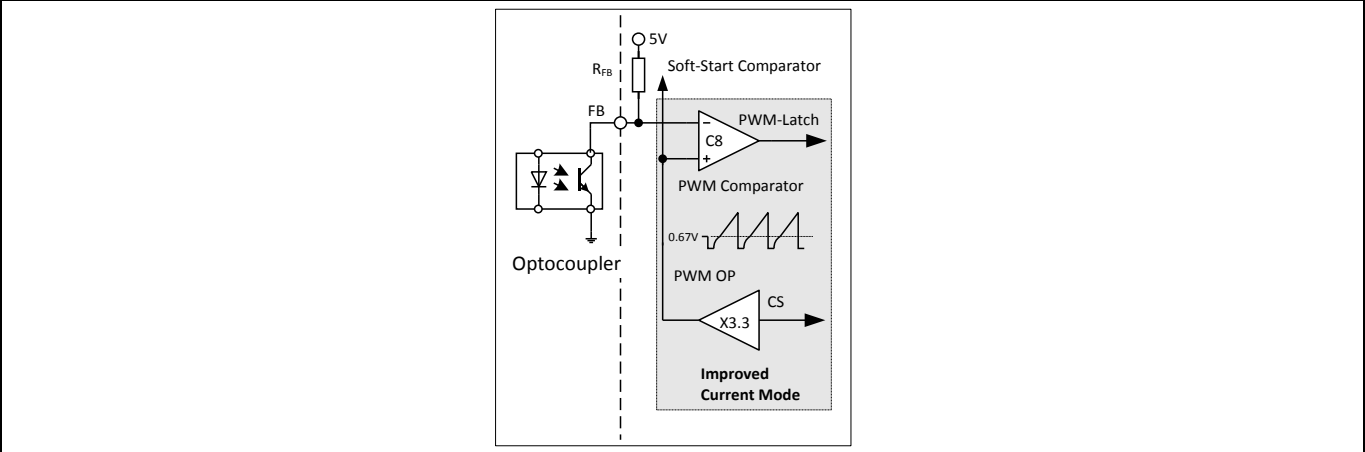 5V
R_FB
Soft-Start Comparator
FB
PWM-Latch
−
C8
+
PWM Comparator
0.67V
Optocoupler
PWM OP
CS
X3.3
Improved
Current Mode